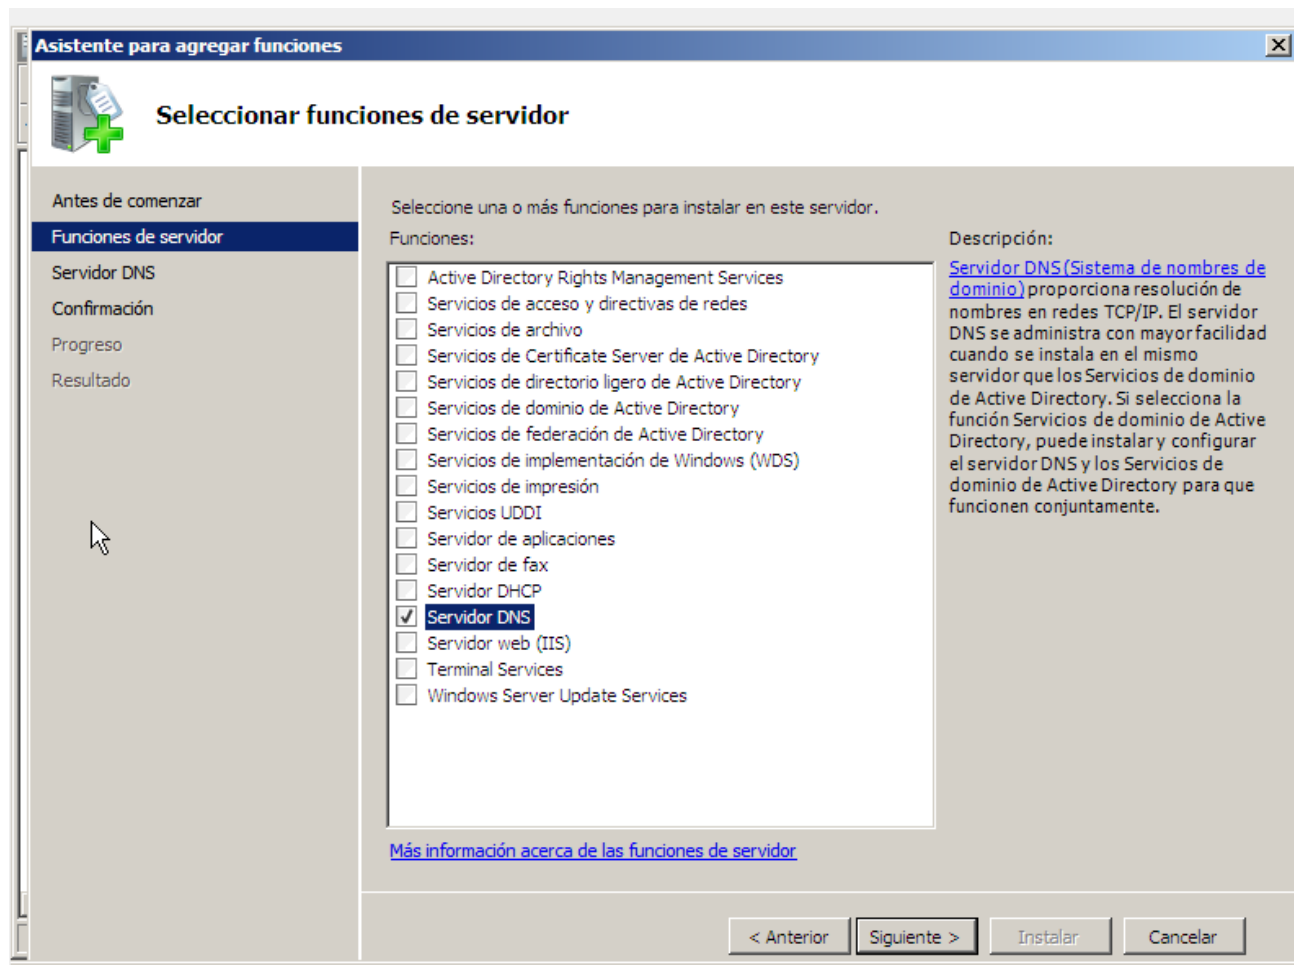 Asistente para agregar funciones
Seleccionar funciones de servidor
Antes de comenzar
Funciones de servidor
Servidor DNS
Confirmación
Progreso
Resultado
Seleccione una o más funciones para instalar en este servidor.
Funciones:
Active Directory Rights Management Services
Servicios de acceso y directivas de redes
Servicios de archivo
Servicios de Certificate Server de Active Directory
Servicios de directorio ligero de Active Directory
Servicios de dominio de Active Directory
Servicios de federación de Active Directory
Servicios de implementación de Windows (WDS)
Servicios de impresión
Servicios UDDI
Servidor de aplicaciones
Servidor de fax
Servidor DHCP
Servidor DNS
Servidor web (IIS)
Terminal Services
Windows Server Update Services
Más información acerca de las funciones de servidor
Descripción:
Servidor DNS (Sistema de nombres de
dominio) proporciona resolución de
nombres en redes TCP/IP. El servidor
DNS se administra con mayor facilidad
cuando se instala en el mismo
servidor que los Servicios de dominio
de Active Directory. Si selecciona la
función Servicios de dominio de Active
Directory, puede instalar y configurar
el servidor DNS y los Servicios de
dominio de Active Directory para que
funcionen conjuntamente.
< Anterior
Siguiente >
Instalar
Cancelar